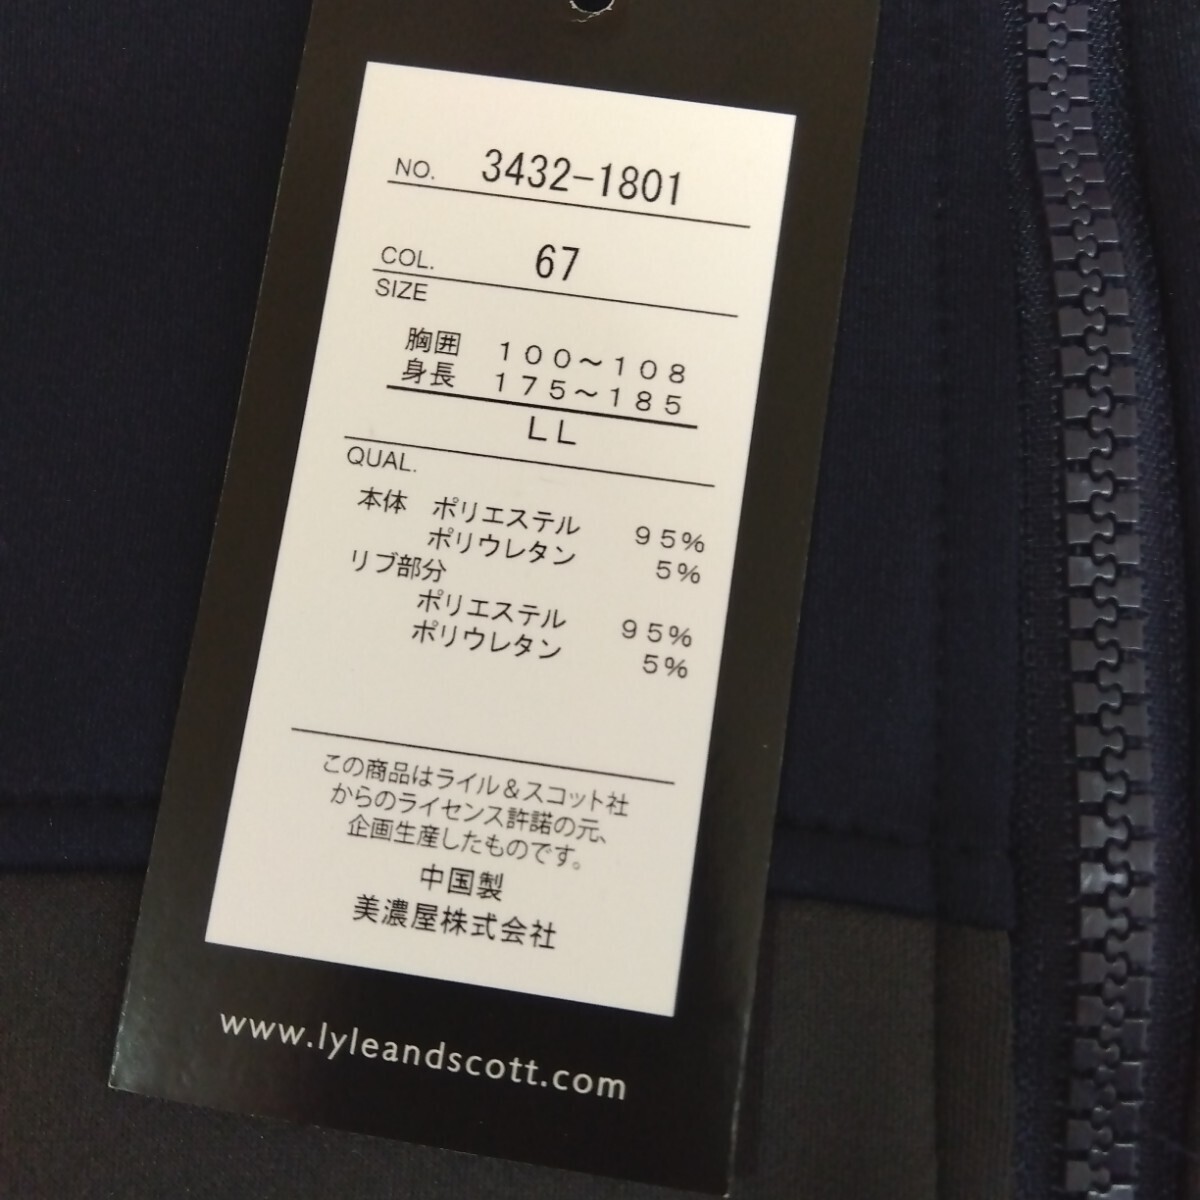 NO. 3432-1801
COL. 67
SIZE
胸囲 １００～１０８
身長 １７５～１８５
ＬＬ
QUAL.
本体 ポリエステル ９５％
ポリウレタン ５％
リブ部分
ポリエステル ９５％
ポリウレタン ５％
この商品はライル＆スコット社
からのライセンス許諾の元、
企画生産したものです。
中国製
美濃屋株式会社
www.lyleandscott.com